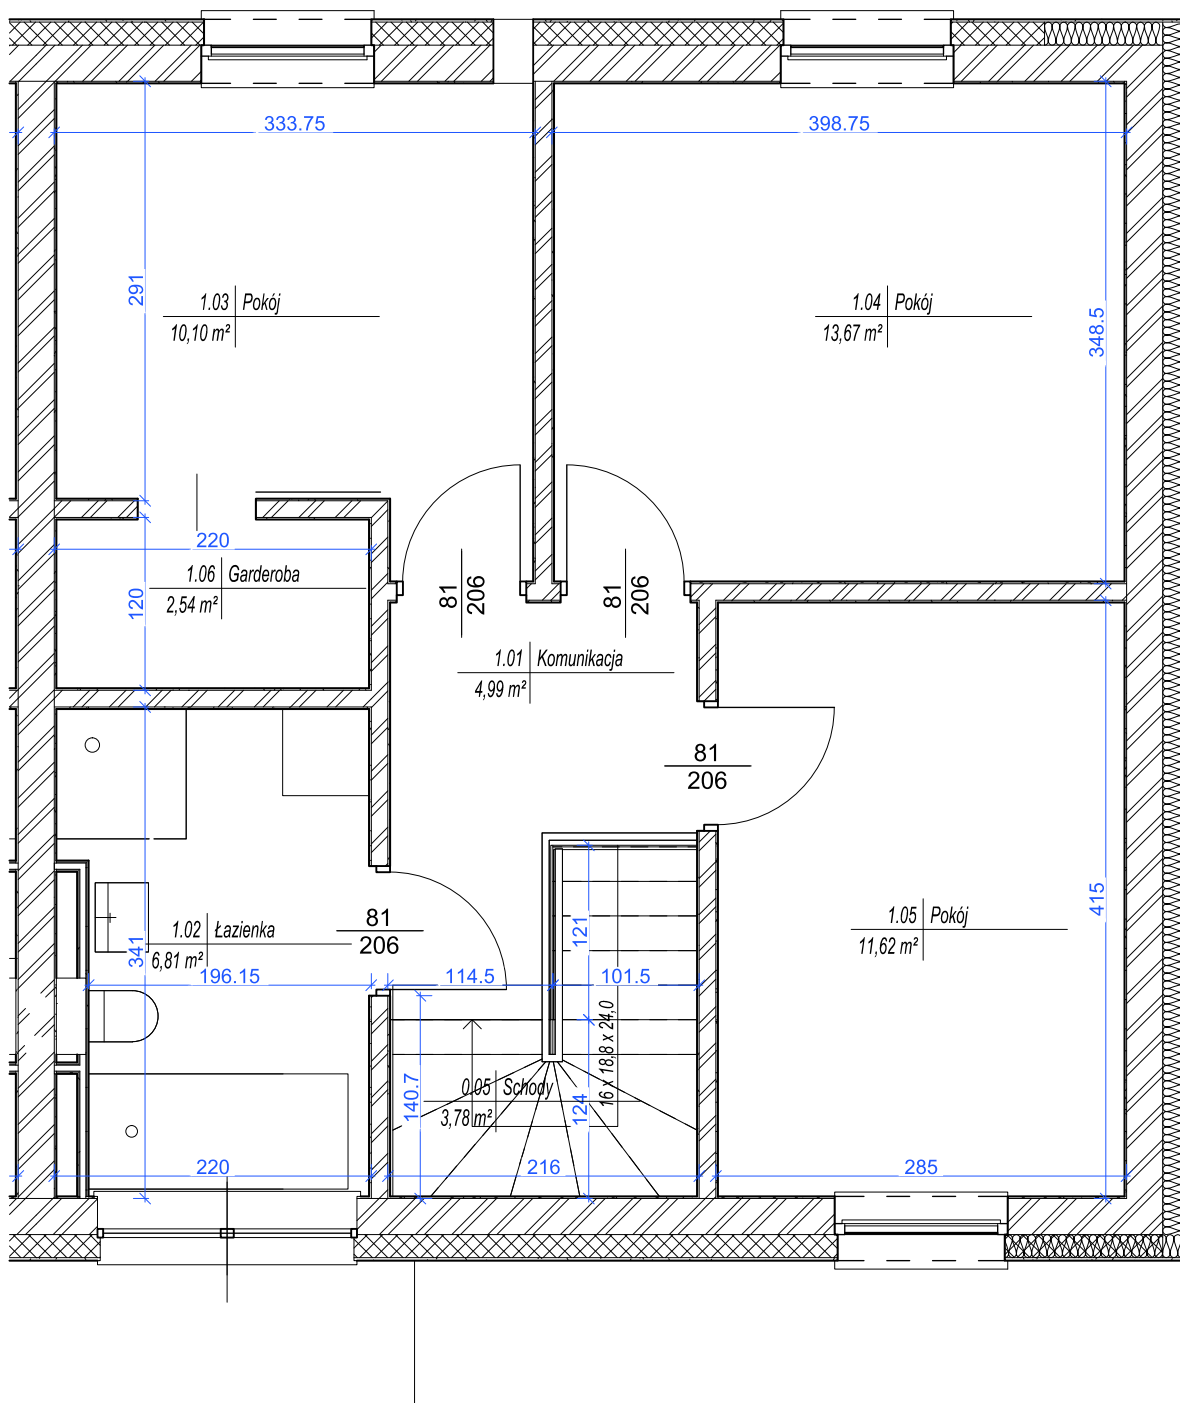 333.75
398.75
291
1.03 Pokój
10,10 m²
1.04 Pokój
13,67 m²
348.5
220
1.06 Garderoba
2,54 m²
120
81
206
81
206
1.01 Komunikacja
4,99 m²
81
206
1.02 Łazienka
6,81 m²
341
81
206
196.15
114.5
101.5
121
1.05 Pokój
11,62 m²
415
16 x 18,8 x 24,0
0.05 Schody
3,78 m²
140.7
124
220
216
285